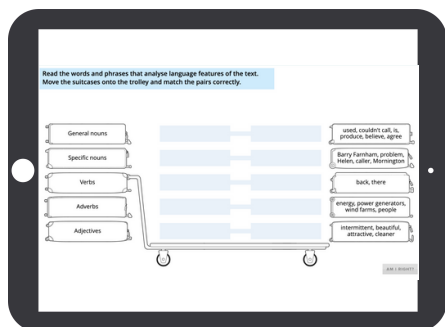 Read the words and phrases that analyse language features of the text.
Move the suitcases onto the trolley and match the pairs correctly.
General nouns
used, couldn't call, is,
produce, believe, agree
Specific nouns
Barry Farnham, problem,
Helen, caller, Mornington
Verbs
back, there
Adverbs
energy, power generators,
wind farms, people
Adjectives
intermittent, beautiful,
attractive, cleaner
AM I RIGHT?